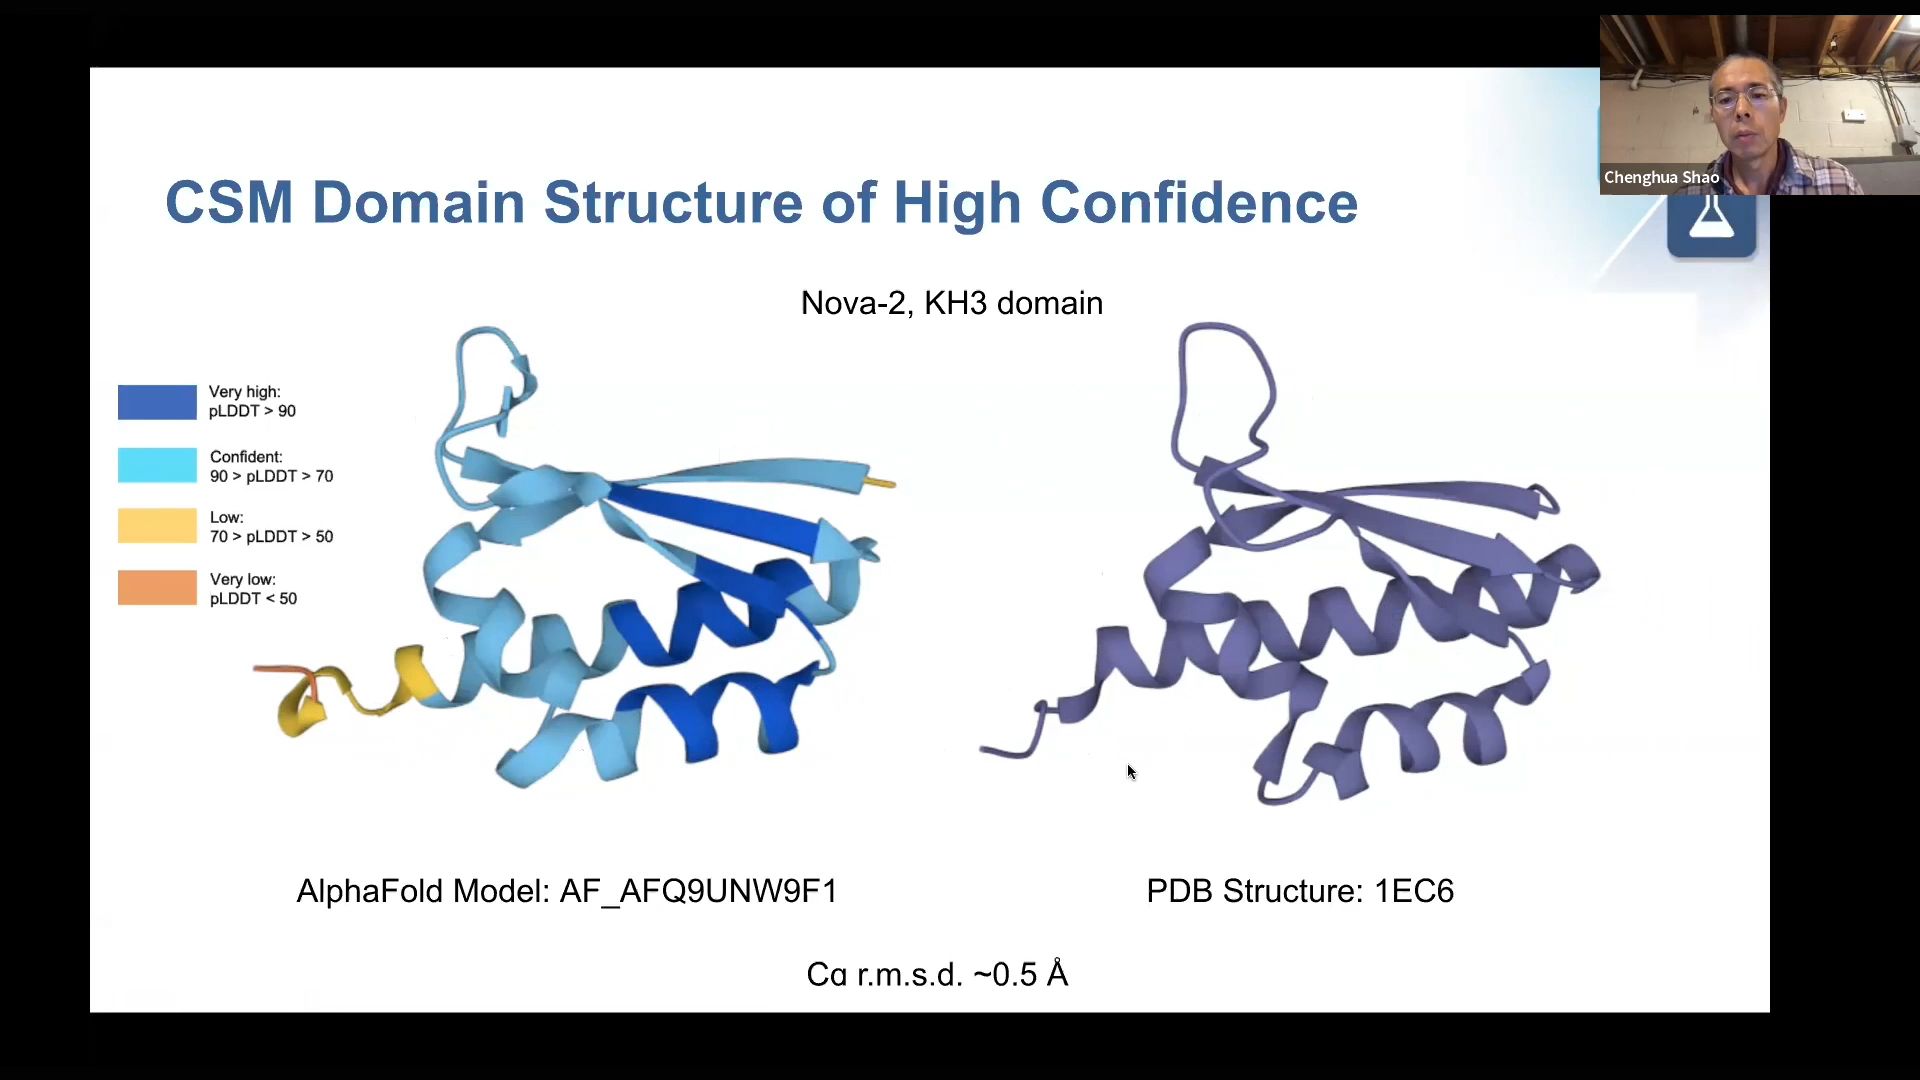 Chenghua Shao
CSM Domain Structure of High Confidence
Nova-2, KH3 domain
Very high:
pLDDT > 90
Confident:
90 > pLDDT > 70
Low:
70 > pLDDT > 50
Very low:
pLDDT < 50
AlphaFold Model: AF_AFQ9UNW9F1
PDB Structure: 1EC6
Cα r.m.s.d. ~0.5 Å